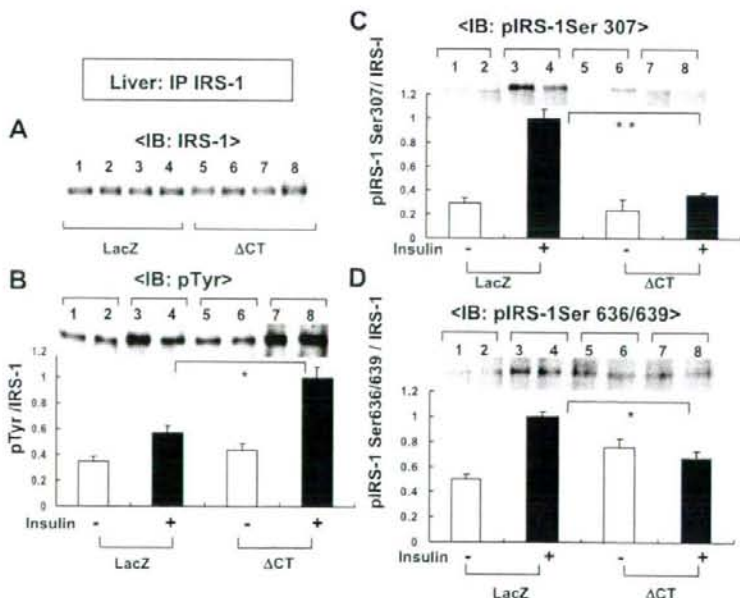 Liver: IP IRS-1
A
<IB: IRS-1>
1 2 3 4 5 6 7 8
LacZ ΔCT
B
<IB: pTyr>
1 2 3 4 5 6 7 8
pTyr /IRS-1
1.2
1
0.8
0.6
0.4
0.2
0
*
Insulin - + - +
LacZ ΔCT
C
<IB: pIRS-1Ser 307>
1 2 3 4 5 6 7 8
pIRS-1 Ser307/ IRS-I
1.2
1
0.8
0.6
0.4
0.2
0
**
Insulin - + - +
LacZ ΔCT
D
<IB: pIRS-1Ser 636/639>
1 2 3 4 5 6 7 8
pIRS-1 Ser636/639 / IRS-1
1.2
1
0.8
0.6
0.4
0.2
0
*
Insulin - + - +
LacZ ΔCT